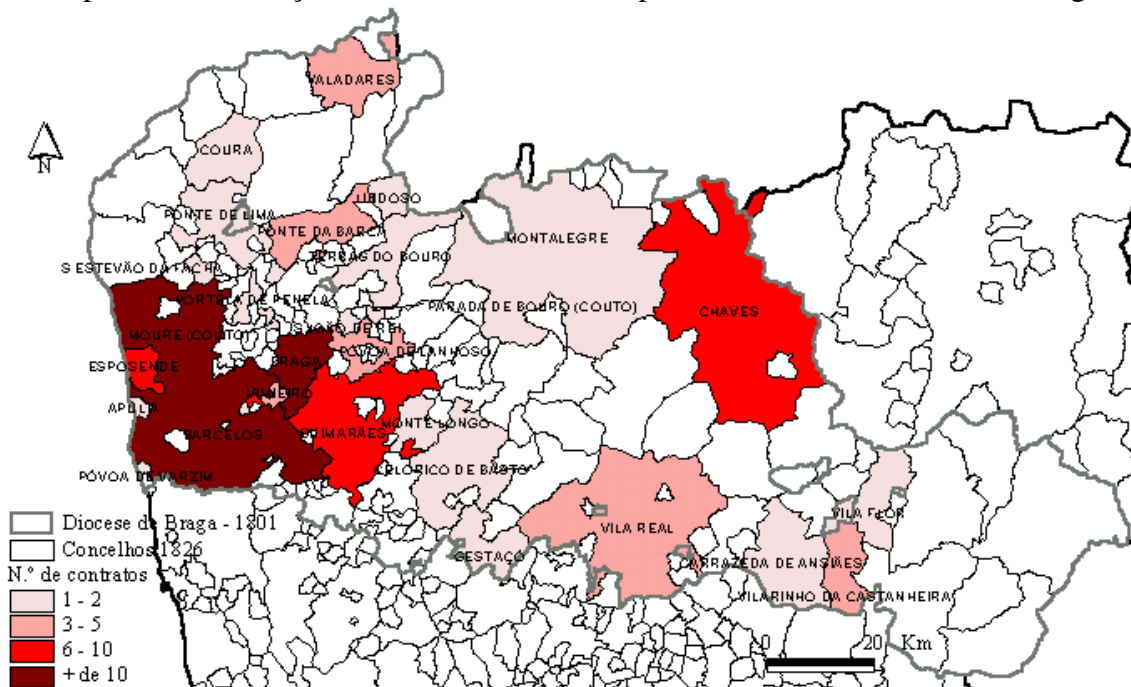 VALADARES
COURA
N
LINDOSO
PONTE DE LIMA
PONTE DA BARCA
MONTALEGRE
TERRAS DO BOURO
S ESTEVÃO DA FACHA
PORTELA DE PENELA
PARADA DE BOURO (COUTO)
CHAVES
MOURE (COUTO)
PÓVOA DE LANHOSO
BRAGA
ESPOSENDE
VIMIEIRO
APULIA
MONTE LONGO
BARCELOS
GUIMARÃES
CELORICO DE BASTO
PÓVOA DE VARZIM
VILA FLOR
Diocese de Braga - 1801
VILA REAL
Concelhos 1826
GESTAÇÓ
CARRAZEDA DE ANSIÃES
N.º de contratos
VILARINHO DA CASTANHEIRA
1 - 2
3 - 5
0 20 Km
6 - 10
+ de 10